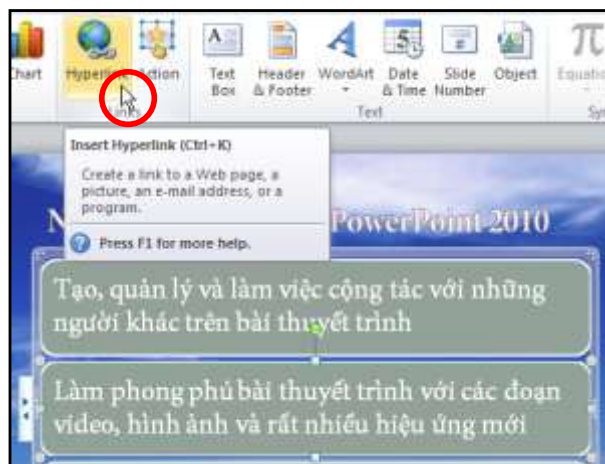 Chart Hyperlink Action Text Box Header & Footer WordArt Date & Time Slide Number Object Equation
Links Text Sy
Insert Hyperlink (Ctrl+K)
Create a link to a Web page, a
picture, an e-mail address, or a
program.
Press F1 for more help.
N PowerPoint 2010
Tạo, quản lý và làm việc cộng tác với những
người khác trên bài thuyết trình
Làm phong phú bài thuyết trình với các đoạn
video, hình ảnh và rất nhiều hiệu ứng mới